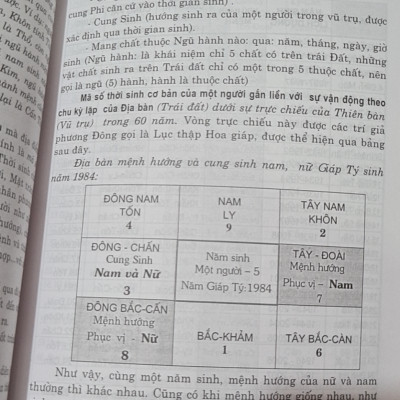 cung Phi căn cứ vào thời gian sinh) .
- Cung Sinh (hướng sinh ra của một người trong vũ trụ, được
xác định qua thời gian sinh).
- Mang chất thuộc Ngũ hành nào: qua: năm, tháng, ngày, giờ
sinh (Ngũ hành: là khái niệm chỉ 5 chất có trên trái Đất, những
vật chất sinh ra trên Trái đất chỉ có một trong 5 thuộc chất, nên
gọi là ngũ (5) hành, hành là thuộc chất)
Mã số thời sinh cơ bản của một người gắn liền với sự vận động theo
chu kỳ lặp của Địa bàn (Trái đất) dưới sự trực chiếu của Thiên bàn
(Vũ trụ) trong 60 năm. Vòng trực chiếu này được các trí giả
phương Đông gọi là Lục thập Hoa giáp, được thể hiện qua bảng
sau đây.
Địa bàn mệnh hướng và cung sinh nam, nữ Giáp Tý sinh
năm 1984:
ĐÔNG NAM
TỐN
4
NAM
LY
9
TÂY NAM
KHÔN
2
ĐÔNG - CHẤN
Cung Sinh
Nam và Nữ
3
Năm sinh
Một người – 5
Năm Giáp Tý:1984
TÂY - ĐOÀI
Mệnh hướng
Phục vị – Nam
7
ĐÔNG BẮC-CẤN
Mệnh hướng
Phục vị - Nữ
8
BẮC-KHẢM
1
TÂY BẮC-CÀN
6
Như vậy, cùng một năm sinh, mệnh hướng của nữ và nam
thường thì khác nhau. Cũng có khi mệnh hướng giống nhau, như